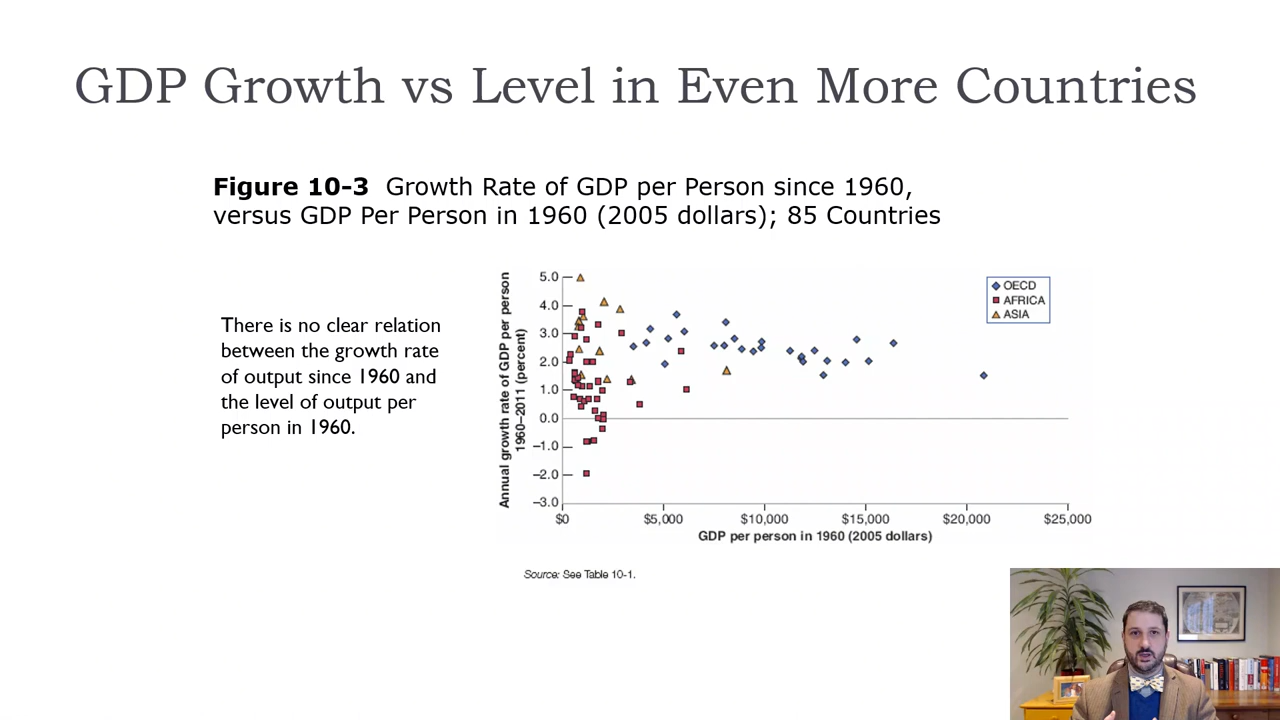 GDP Growth vs Level in Even More Countries
Figure 10-3 Growth Rate of GDP per Person since 1960,
versus GDP Per Person in 1960 (2005 dollars); 85 Countries
There is no clear relation
between the growth rate
of output since 1960 and
the level of output per
person in 1960.
Annual growth rate of GDP per person
1960–2011 (percent)
5.0
4.0
3.0
2.0
1.0
0.0
–1.0
–2.0
–3.0
OECD
AFRICA
ASIA
$0 $5,000 $10,000 $15,000 $20,000 $25,000
GDP per person in 1960 (2005 dollars)
Source: See Table 10-1.